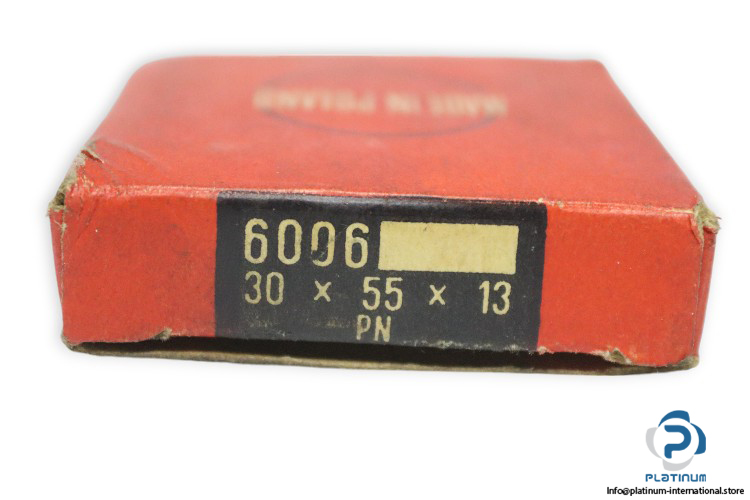 MADE IN POLAND
6006
30 x 55 x 13
PN
PLATINUM
Info@platinum-international.store